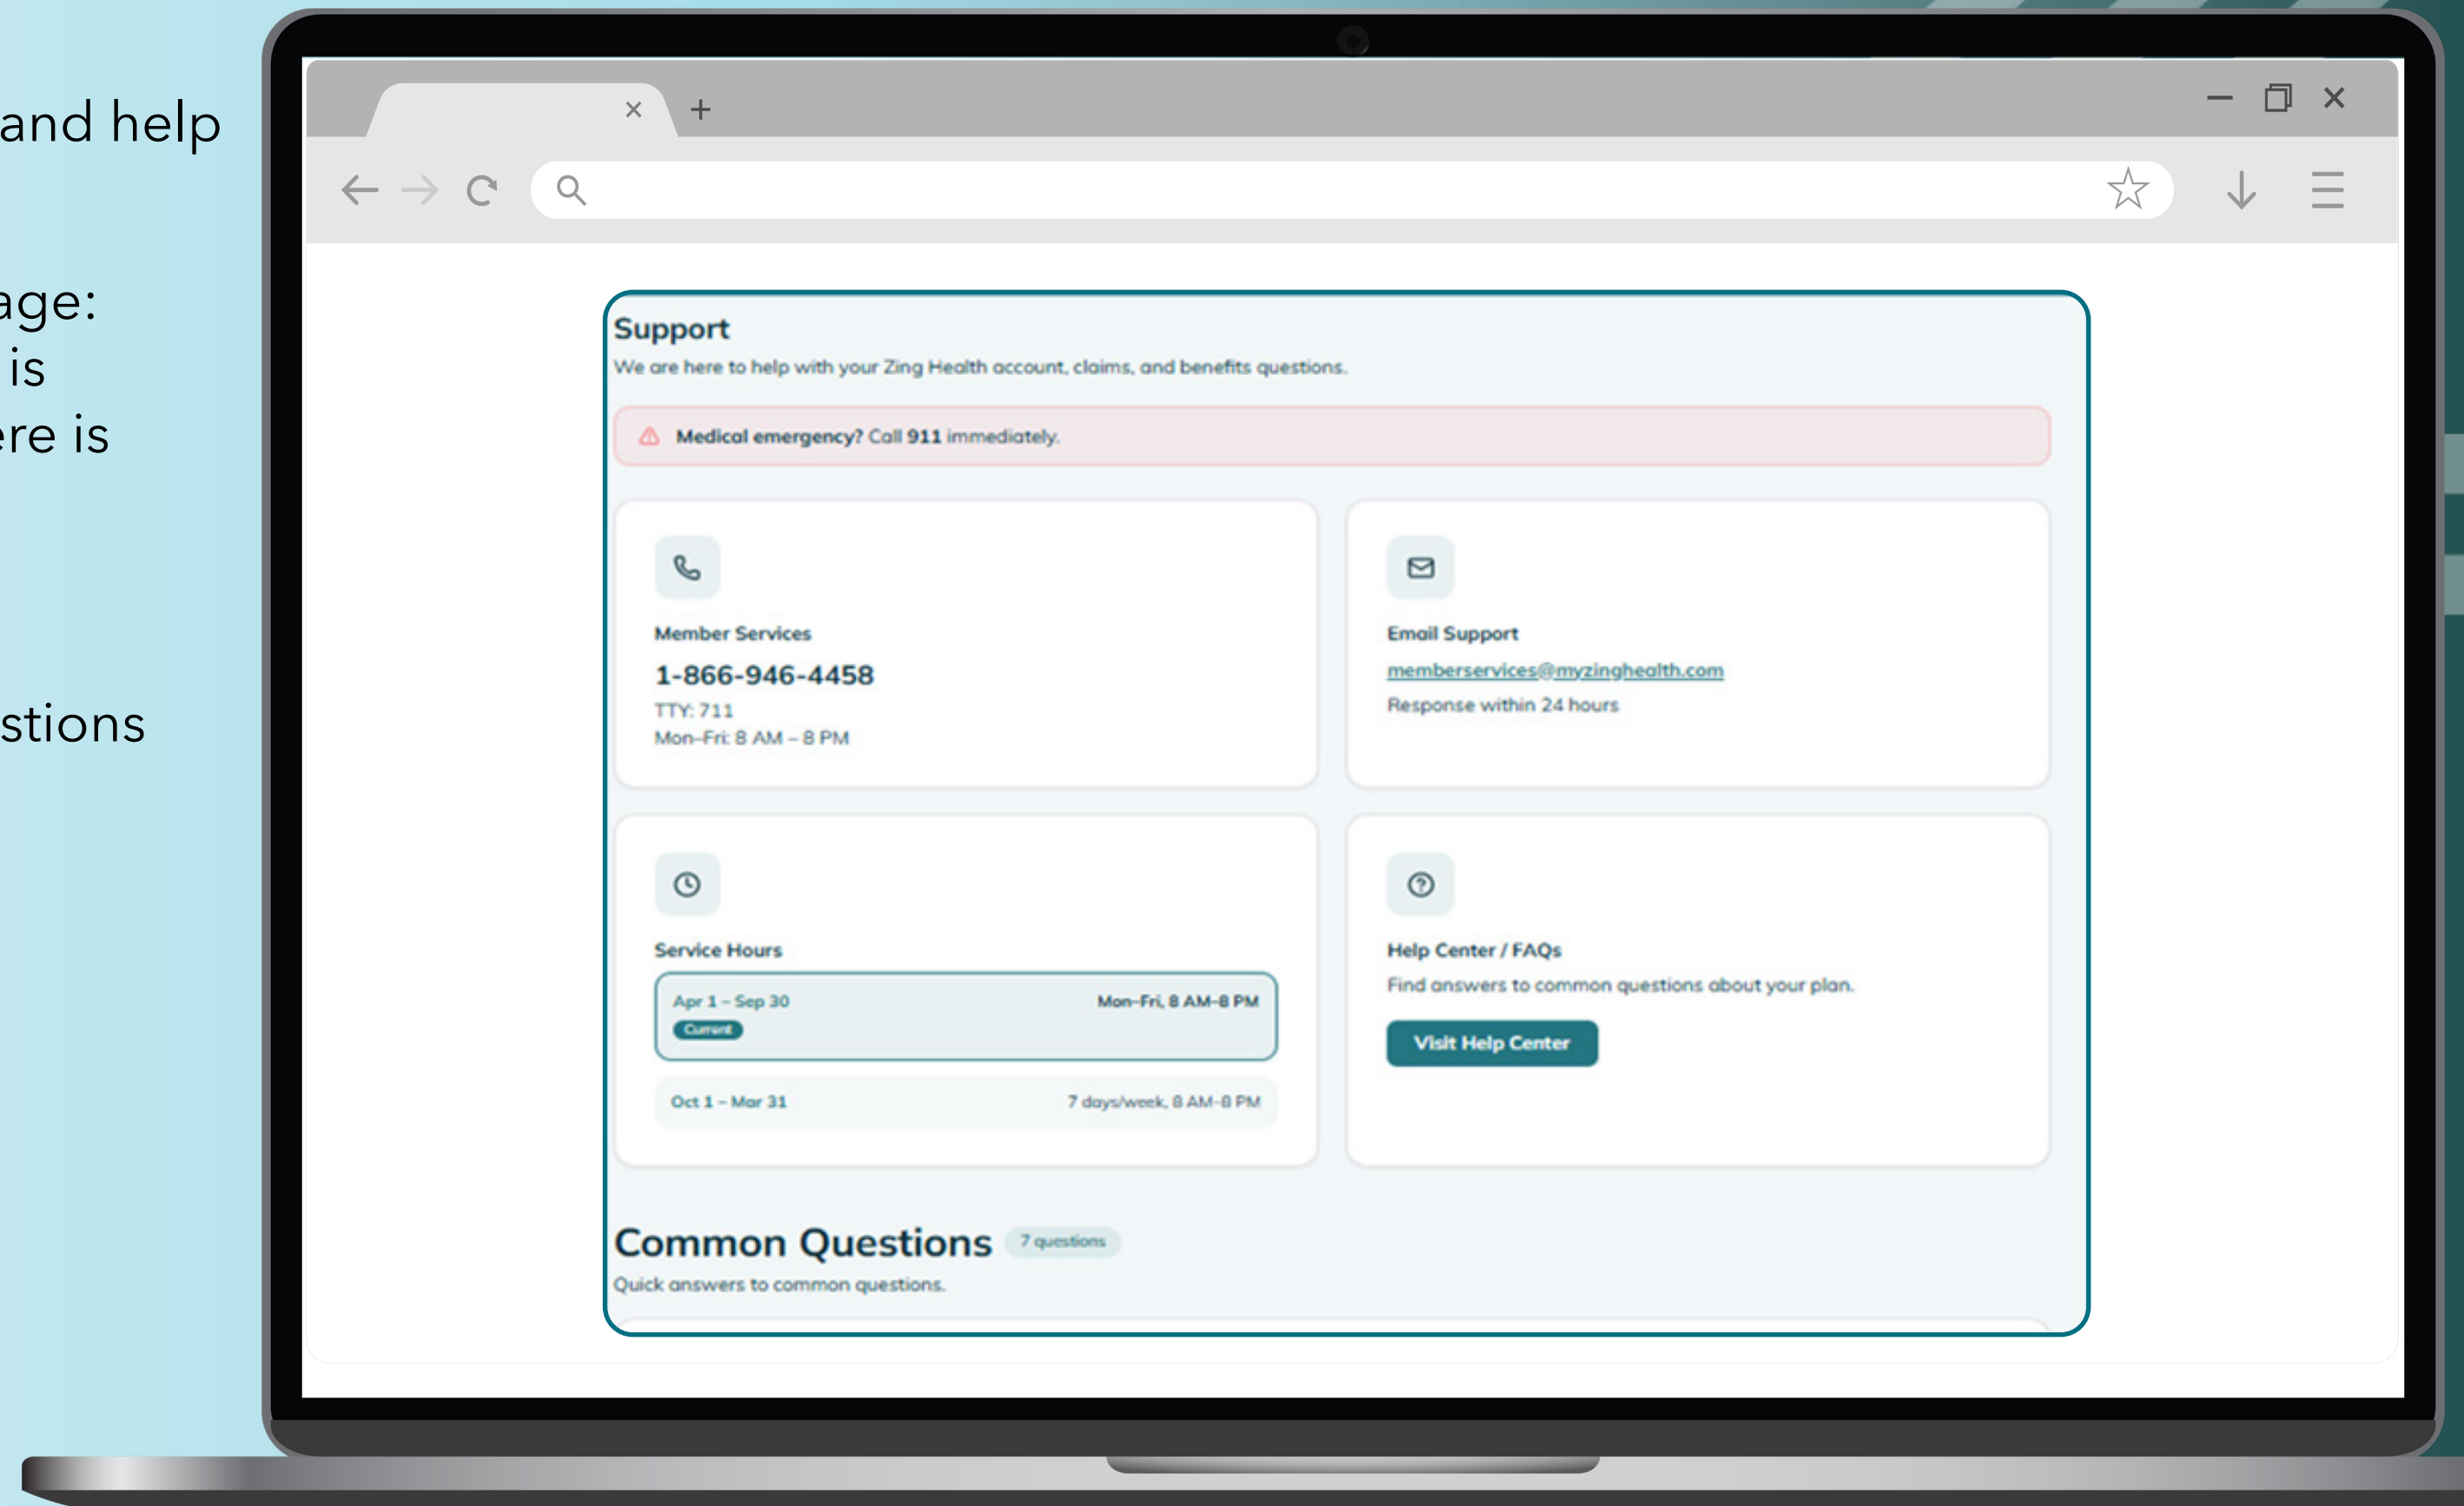 and help
age:
is
ere is
stions
Support
We are here to help with your Zing Health account, claims, and benefits questions.
Medical emergency? Call 911 immediately.
Member Services
1-866-946-4458
TTY: 711
Mon–Fri: 8 AM – 8 PM
Email Support
memberservices@myzinghealth.com
Response within 24 hours
Service Hours
Apr 1 – Sep 30
Mon–Fri, 8 AM–8 PM
Current
Oct 1 – Mar 31
7 days/week, 8 AM–8 PM
Help Center / FAQs
Find answers to common questions about your plan.
Visit Help Center
Common Questions
7 questions
Quick answers to common questions.